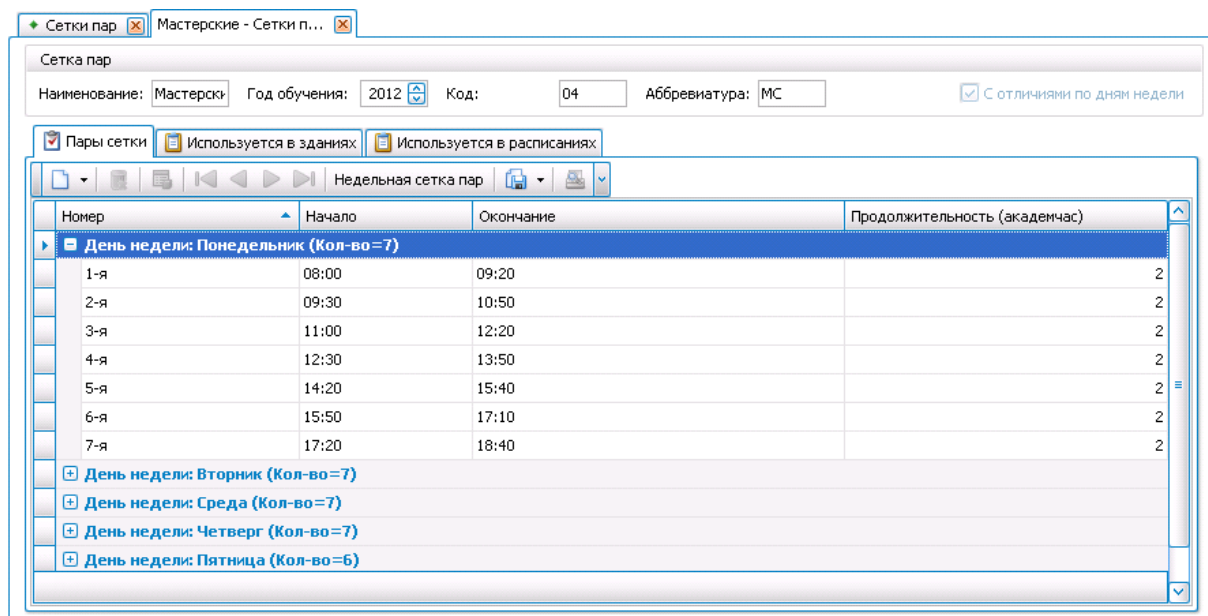 Сетки пар Мастерские - Сетки п...
Сетка пар
Наименование: Мастерски Год обучения: 2012 Код: 04 Аббревиатура: МС С отличиями по дням недели
Пары сетки Используется в зданиях Используется в расписаниях
Недельная сетка пар
Номер Начало Окончание Продолжительность (академчас)
День недели: Понедельник (Кол-во=7)
1-я 08:00 09:20 2
2-я 09:30 10:50 2
3-я 11:00 12:20 2
4-я 12:30 13:50 2
5-я 14:20 15:40 2
6-я 15:50 17:10 2
7-я 17:20 18:40 2
День недели: Вторник (Кол-во=7)
День недели: Среда (Кол-во=7)
День недели: Четверг (Кол-во=7)
День недели: Пятница (Кол-во=6)